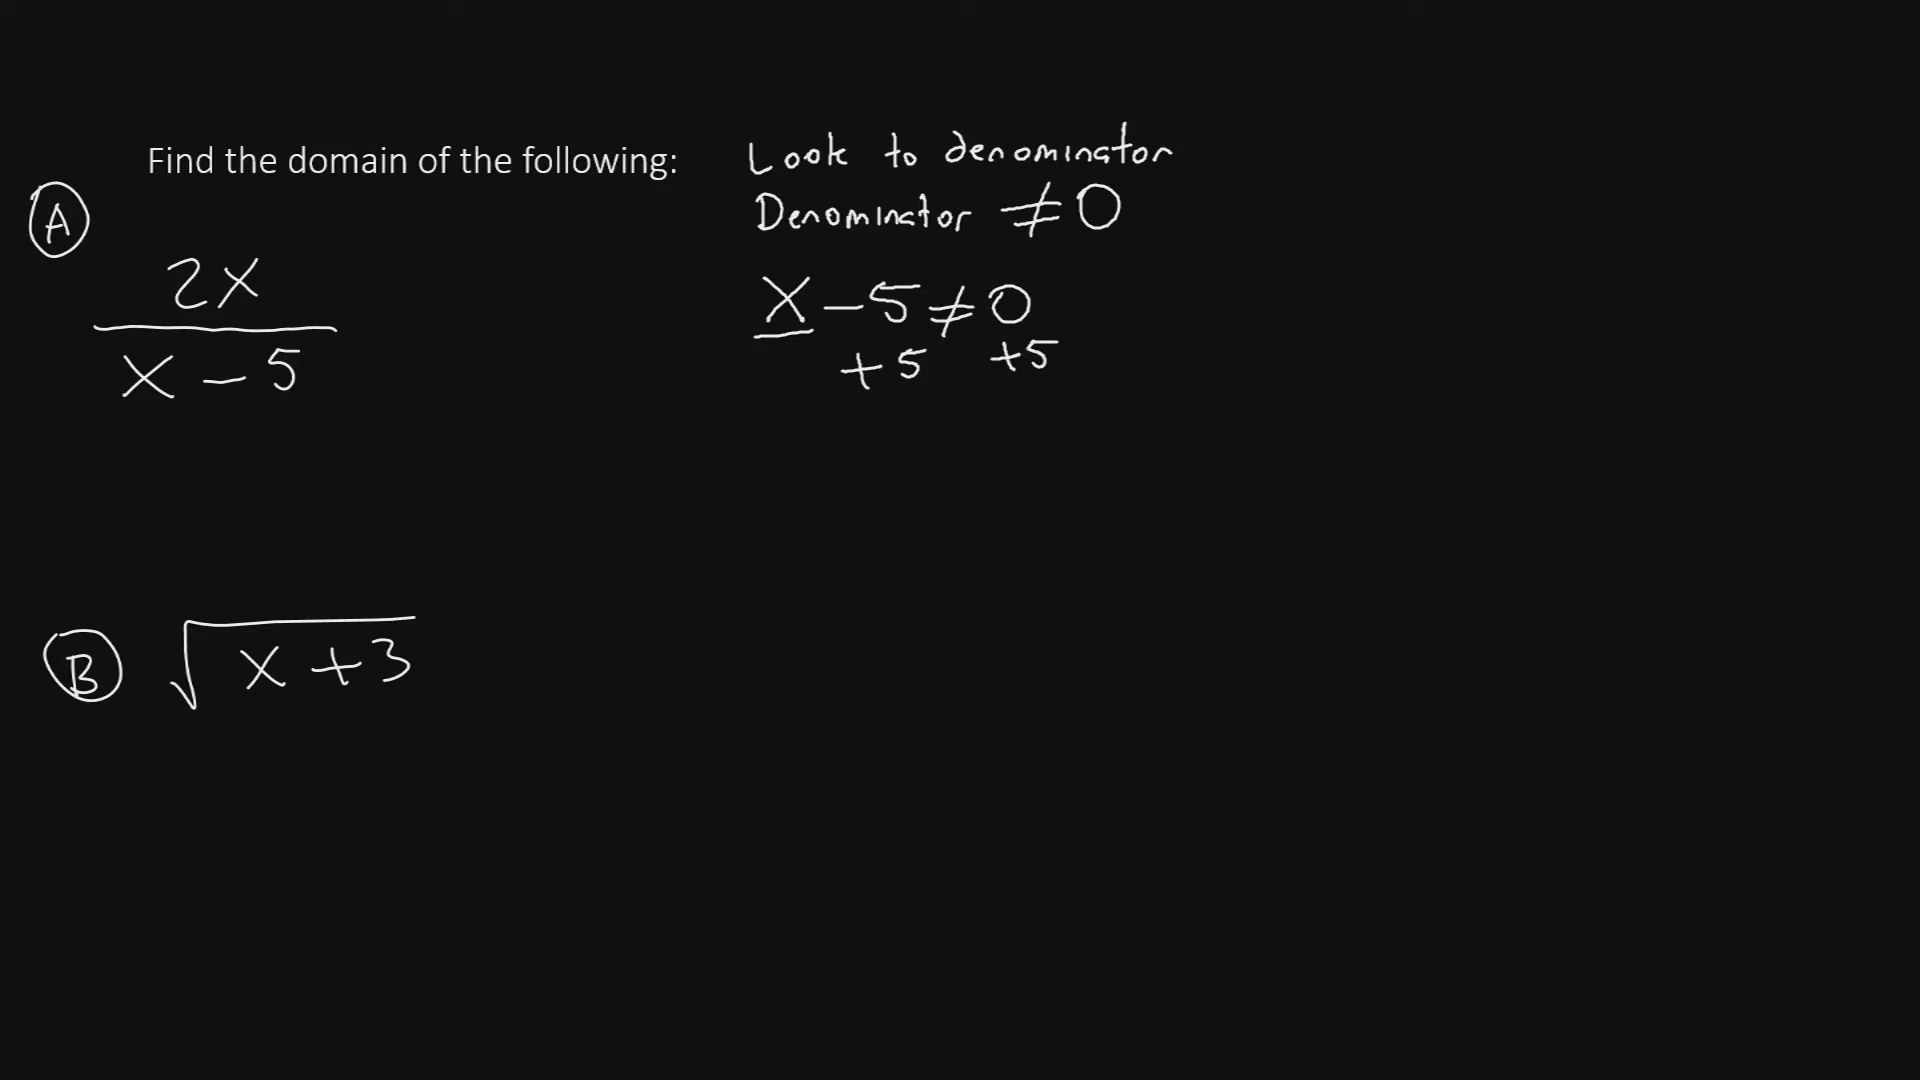 Find the domain of the following:
Look to denominator
Denominator ≠ 0
A
2x
x - 5
x - 5 ≠ 0
+5 +5
B √x + 3